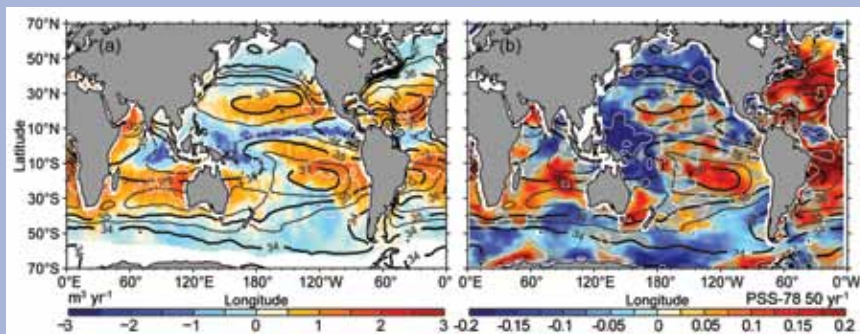 (a) (b)
70°N
50°N
30°N
10°N
10°S
30°S
50°S
70°S
Latitude
34
34
0°E 60°E 120°E 180°W 120°W 60°W 0°E 60°E 120°E 180°W 120°W 60°W 0°
m³ yr⁻¹ Longitude Longitude PSS-78 50 yr⁻¹
-3 -2 -1 0 1 2 3 -0.2 -0.15 -0.1 -0.05 0 0.05 0.1 0.15 0.2